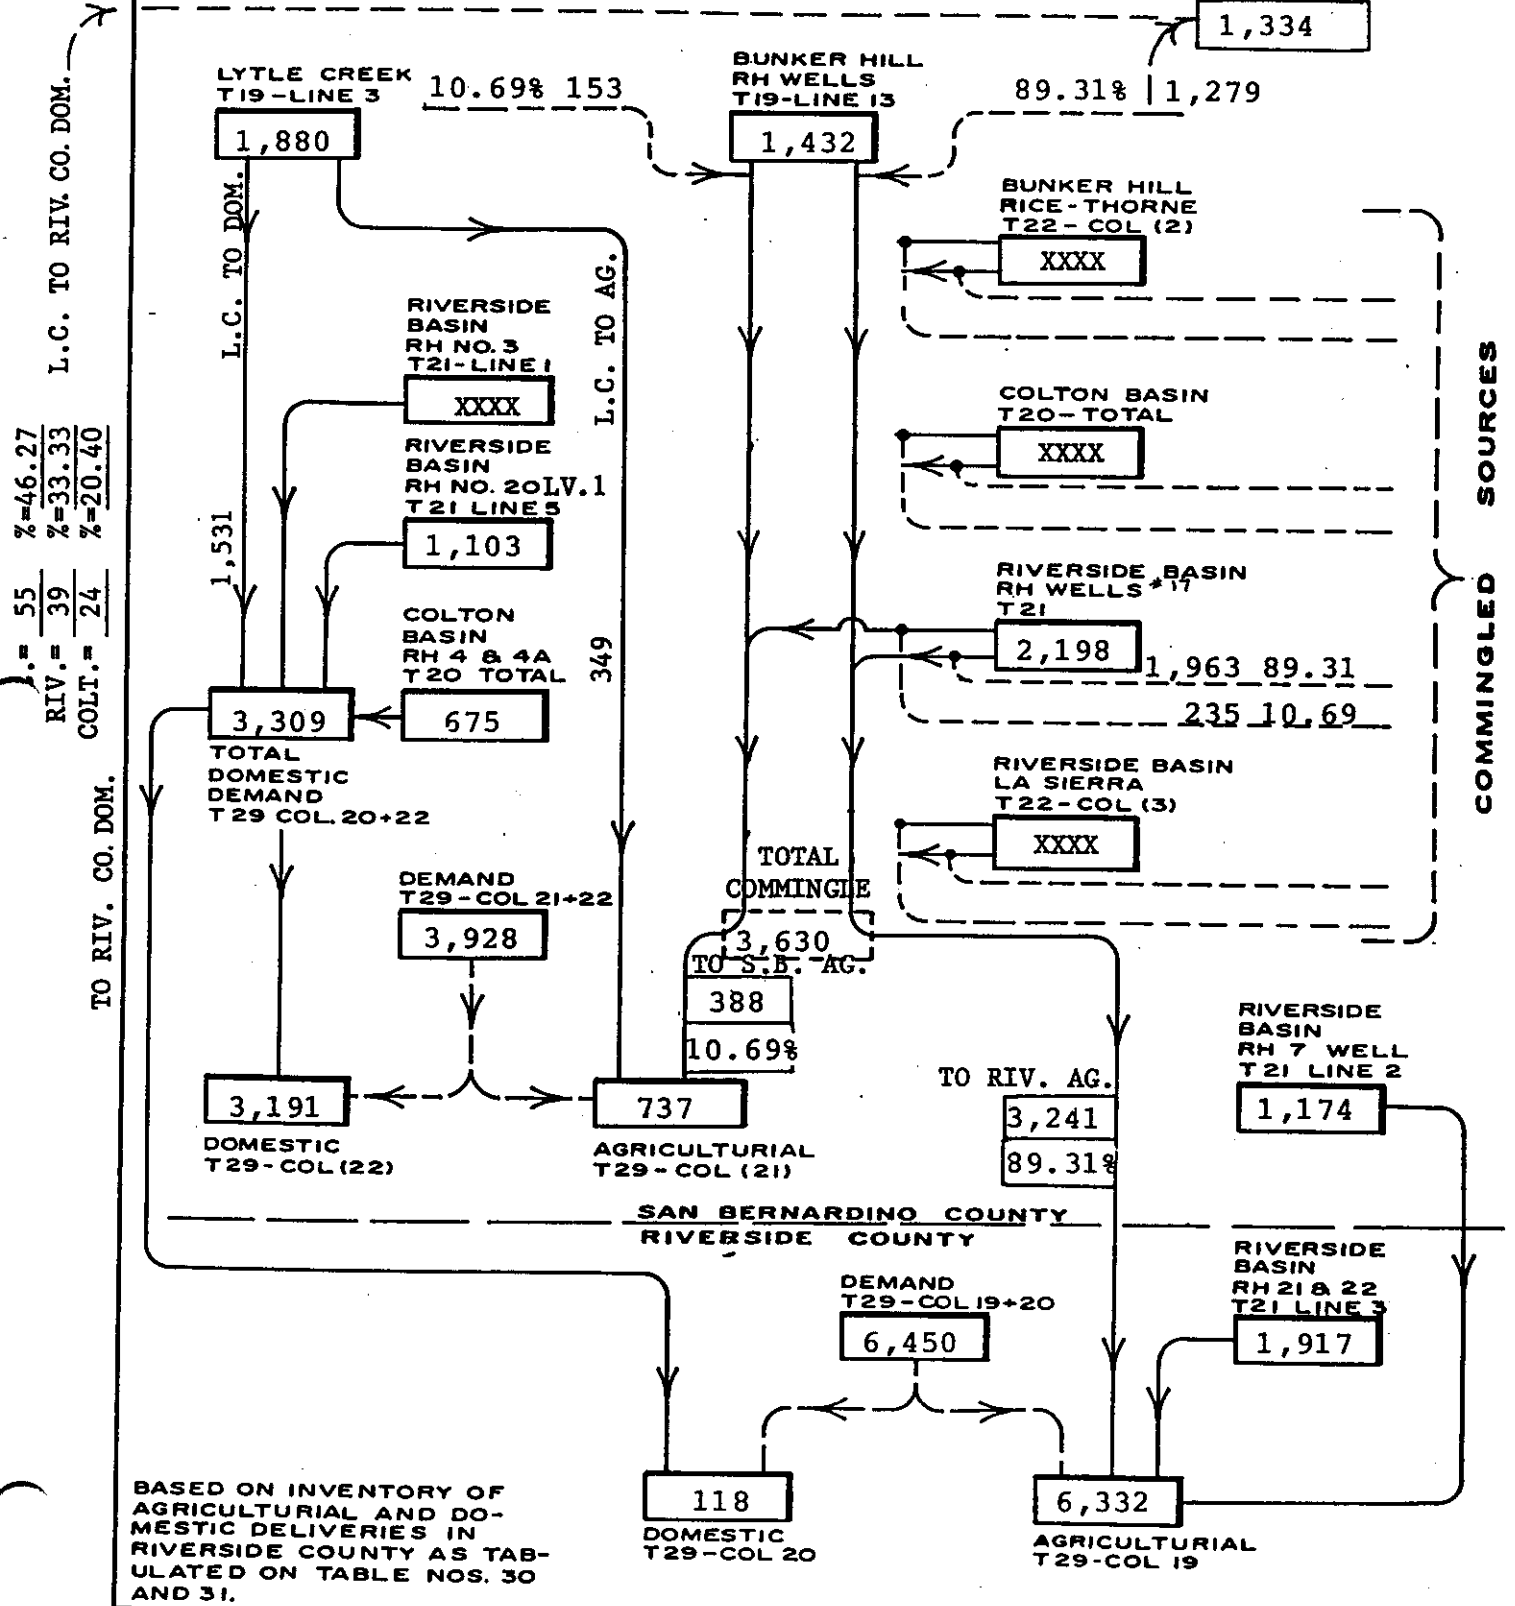 1,334
L.C. TO RIV. CO. DOM.
LYTLE CREEK
T19-LINE 3
1,880
10.69% 153
BUNKER HILL
RH WELLS
T19-LINE 13
1,432
89.31% 1,279
BUNKER HILL
RICE-THORNE
T22-COL (2)
XXXX
L.C. TO DOM.
L.C. TO AG.
RIVERSIDE
BASIN
RH NO. 3
T21-LINE 1
XXXX
COLTON BASIN
T20-TOTAL
XXXX
RIVERSIDE
BASIN
RH NO. 20 LV.1
T21 LINE 5
1,103
1,531
COMMINGLED SOURCES
.= 55 %=46.27
RIV.= 39 %=33.33
COLT.= 24 %=20.40
RIVERSIDE BASIN
RH WELLS #17
T21
2,198
1,963 89.31
235 10.69
COLTON
BASIN
RH 4 & 4A
T20 TOTAL
675
349
3,309
TOTAL
DOMESTIC
DEMAND
T29 COL. 20+22
TO RIV. CO. DOM.
RIVERSIDE BASIN
LA SIERRA
T22-COL (3)
XXXX
TOTAL
COMMINGLE
3,630
DEMAND
T29-COL 21+22
3,928
TO S.B. AG.
388
10.69%
3,191
DOMESTIC
T29-COL (22)
737
AGRICULTURIAL
T29-COL (21)
TO RIV. AG.
3,241
89.31%
RIVERSIDE
BASIN
RH 7 WELL
T21 LINE 2
1,174
SAN BERNARDINO COUNTY
RIVERSIDE COUNTY
RIVERSIDE
BASIN
RH 21 & 22
T21 LINE 3
1,917
DEMAND
T29-COL 19+20
6,450
118
DOMESTIC
T29-COL 20
6,332
AGRICULTURIAL
T29-COL 19
BASED ON INVENTORY OF
AGRICULTURIAL AND DO-
MESTIC DELIVERIES IN
RIVERSIDE COUNTY AS TAB-
ULATED ON TABLE NOS. 30
AND 31.